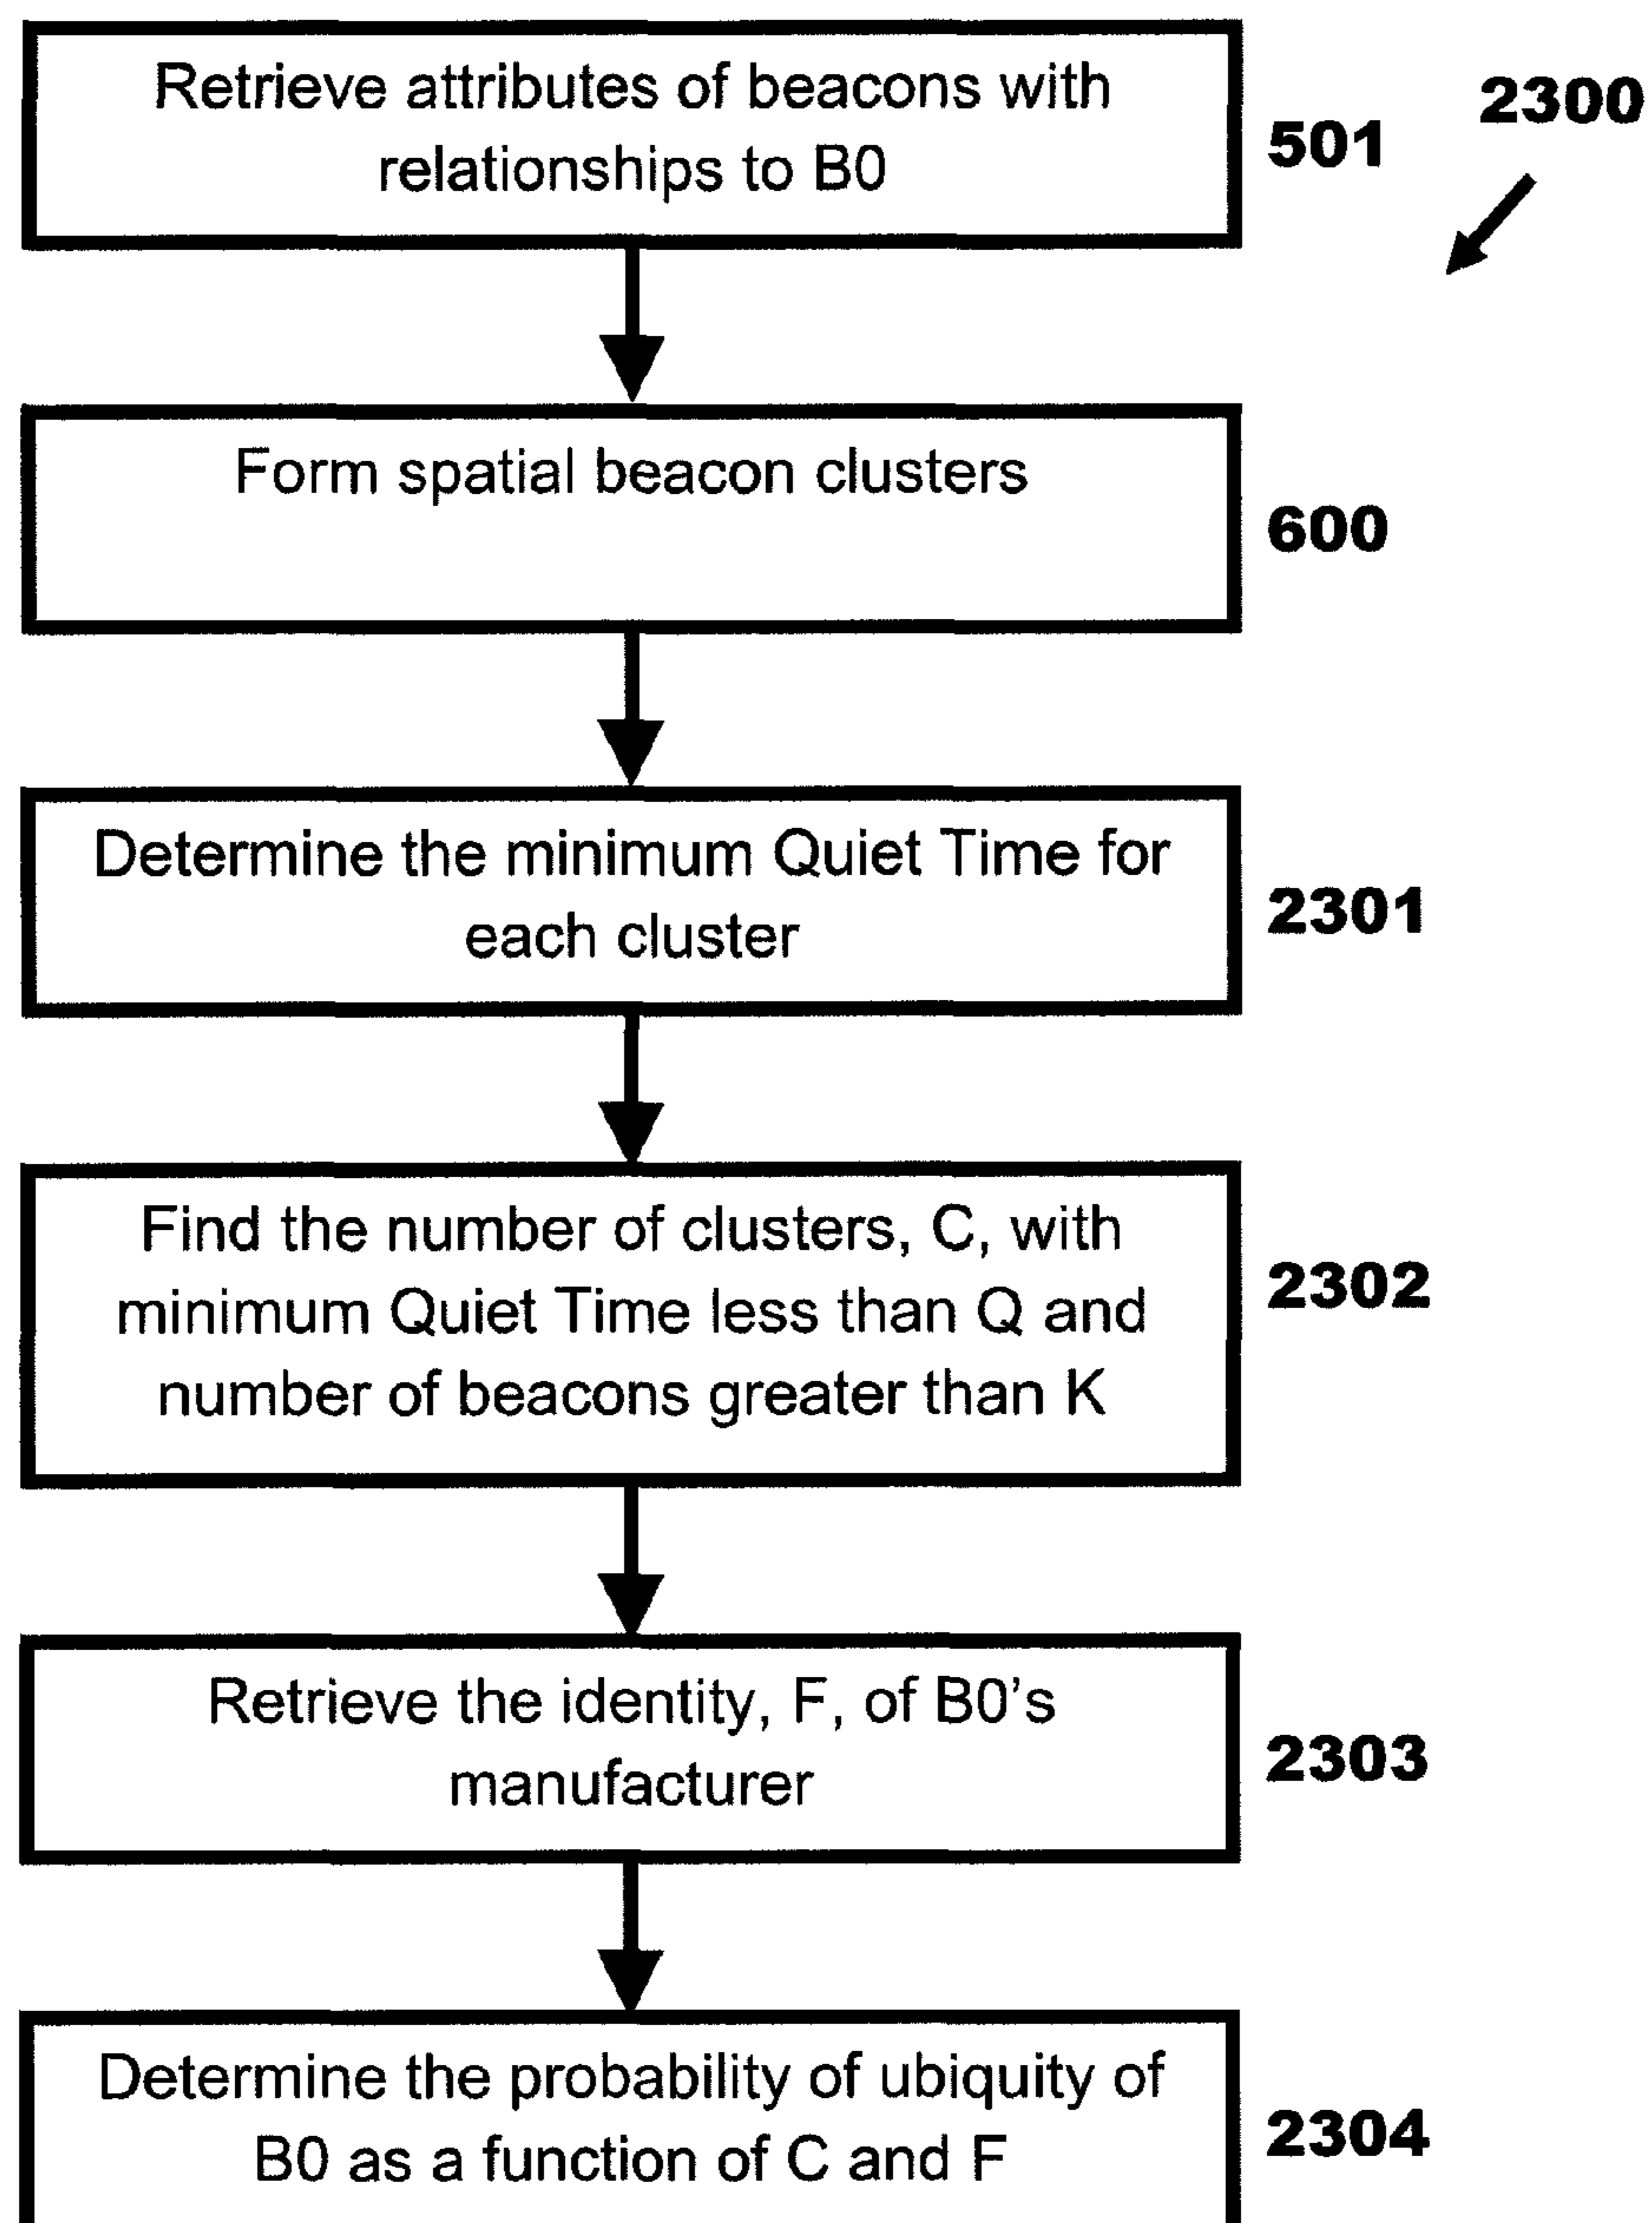 Retrieve attributes of beacons with
relationships to B0
501
2300
Form spatial beacon clusters
600
Determine the minimum Quiet Time for
each cluster
2301
Find the number of clusters, C, with
minimum Quiet Time less than Q and
number of beacons greater than K
2302
Retrieve the identity, F, of B0's
manufacturer
2303
Determine the probability of ubiquity of
B0 as a function of C and F
2304